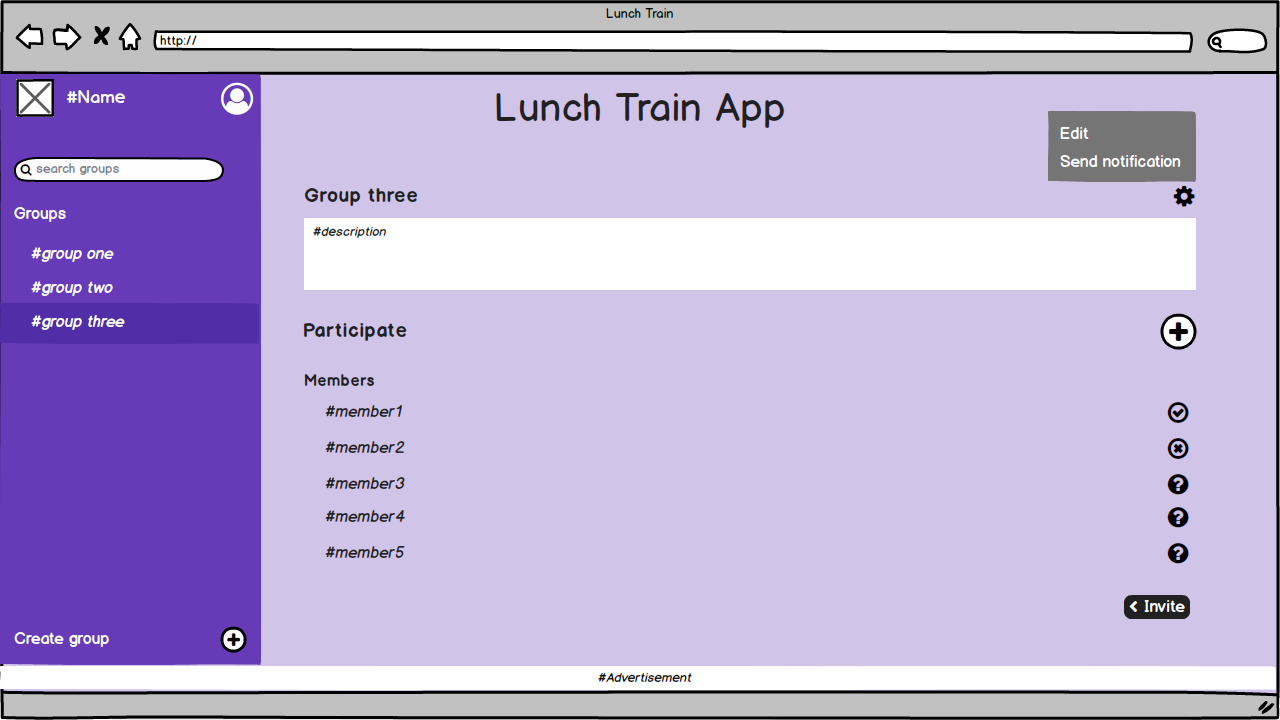 Lunch Train
http://
#Name
search groups
Groups
#group one
#group two
#group three
Create group
Lunch Train App
Edit
Send notification
Group three
#description
Participate
Members
#member1
#member2
#member3
#member4
#member5
Invite
#Advertisement